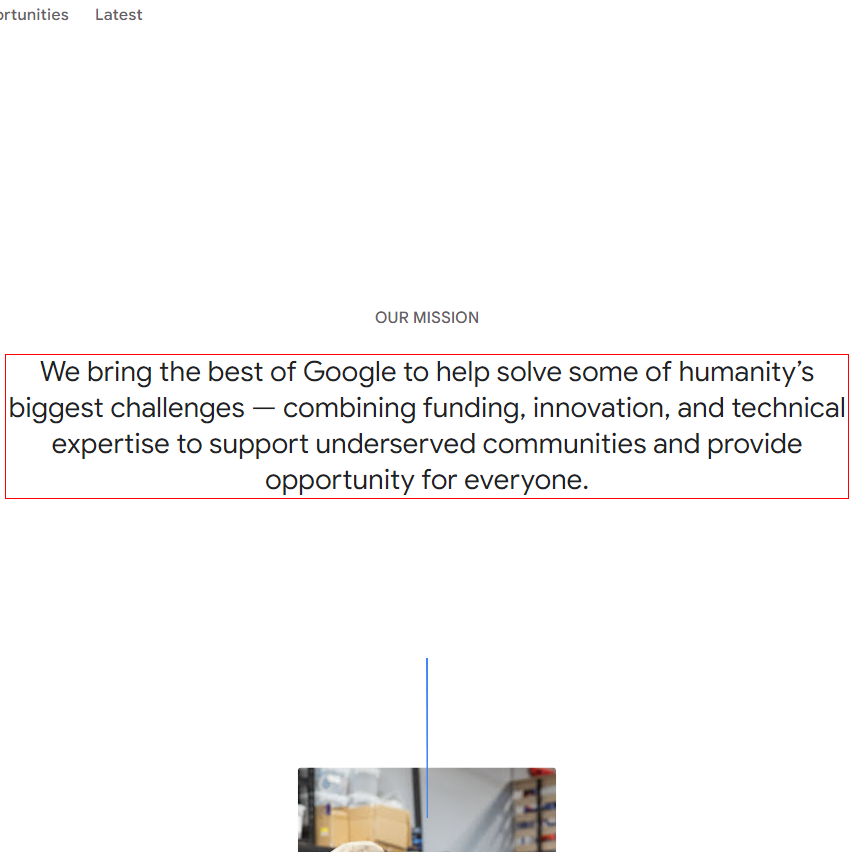 Latest
OUR MISSION
We bring the best of Google to help solve some of humanity’s
biggest challenges — combining funding, innovation, and technical
expertise to support underserved communities and provide
opportunity for everyone.